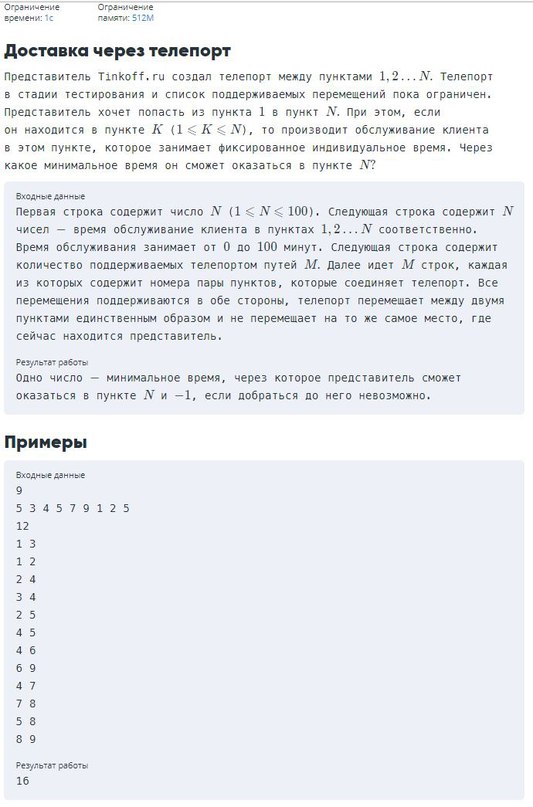 Ограничение
времени: 1с
Ограничение
памяти: 512M
Доставка через телепорт
Представитель Tinkoff.ru создал телепорт между пунктами 1, 2 ... N. Телепорт
в стадии тестирования и список поддерживаемых перемещений пока ограничен.
Представитель хочет попасть из пункта 1 в пункт N. При этом, если
он находится в пункте K (1 ⩽ K ⩽ N), то производит обслуживание клиента
в этом пункте, которое занимает фиксированное индивидуальное время. Через
какое минимальное время он сможет оказаться в пункте N?
Входные данные
Первая строка содержит число N (1 ⩽ N ⩽ 100). Следующая строка содержит N
чисел — время обслуживание клиента в пунктах 1, 2 ... N соответственно.
Время обслуживания занимает от 0 до 100 минут. Следующая строка содержит
количество поддерживаемых телепортом путей M. Далее идет M строк, каждая
из которых содержит номера пары пунктов, которые соединяет телепорт. Все
перемещения поддерживаются в обе стороны, телепорт перемещает между двумя
пунктами единственным образом и не перемещает на то же самое место, где
сейчас находится представитель.
Результат работы
Одно число — минимальное время, через которое представитель сможет
оказаться в пункте N и −1, если добраться до него невозможно.
Примеры
Входные данные
9
5 3 4 5 7 9 1 2 5
12
1 3
1 2
2 4
3 4
2 5
4 5
4 6
6 9
4 7
7 8
5 8
8 9
Результат работы
16